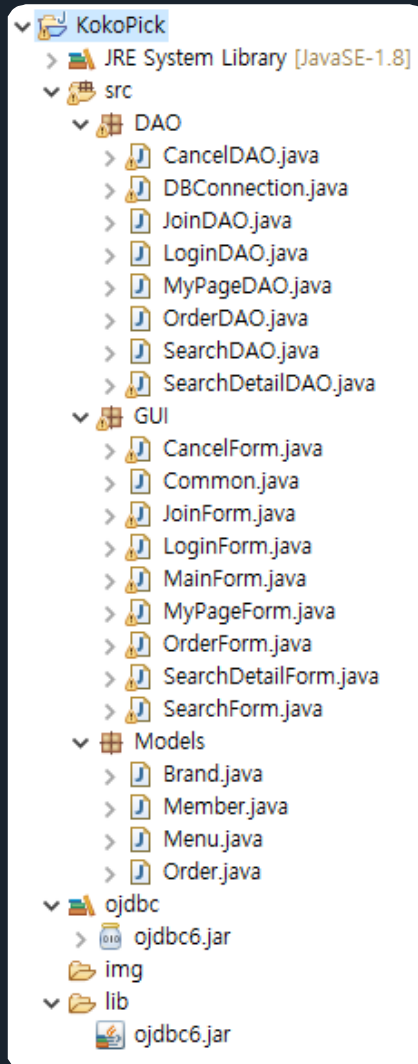 KokoPick
JRE System Library [JavaSE-1.8]
src
DAO
CancelDAO.java
DBConnection.java
JoinDAO.java
LoginDAO.java
MyPageDAO.java
OrderDAO.java
SearchDAO.java
SearchDetailDAO.java
GUI
CancelForm.java
Common.java
JoinForm.java
LoginForm.java
MainForm.java
MyPageForm.java
OrderForm.java
SearchDetailForm.java
SearchForm.java
Models
Brand.java
Member.java
Menu.java
Order.java
ojdbc
ojdbc6.jar
img
lib
ojdbc6.jar